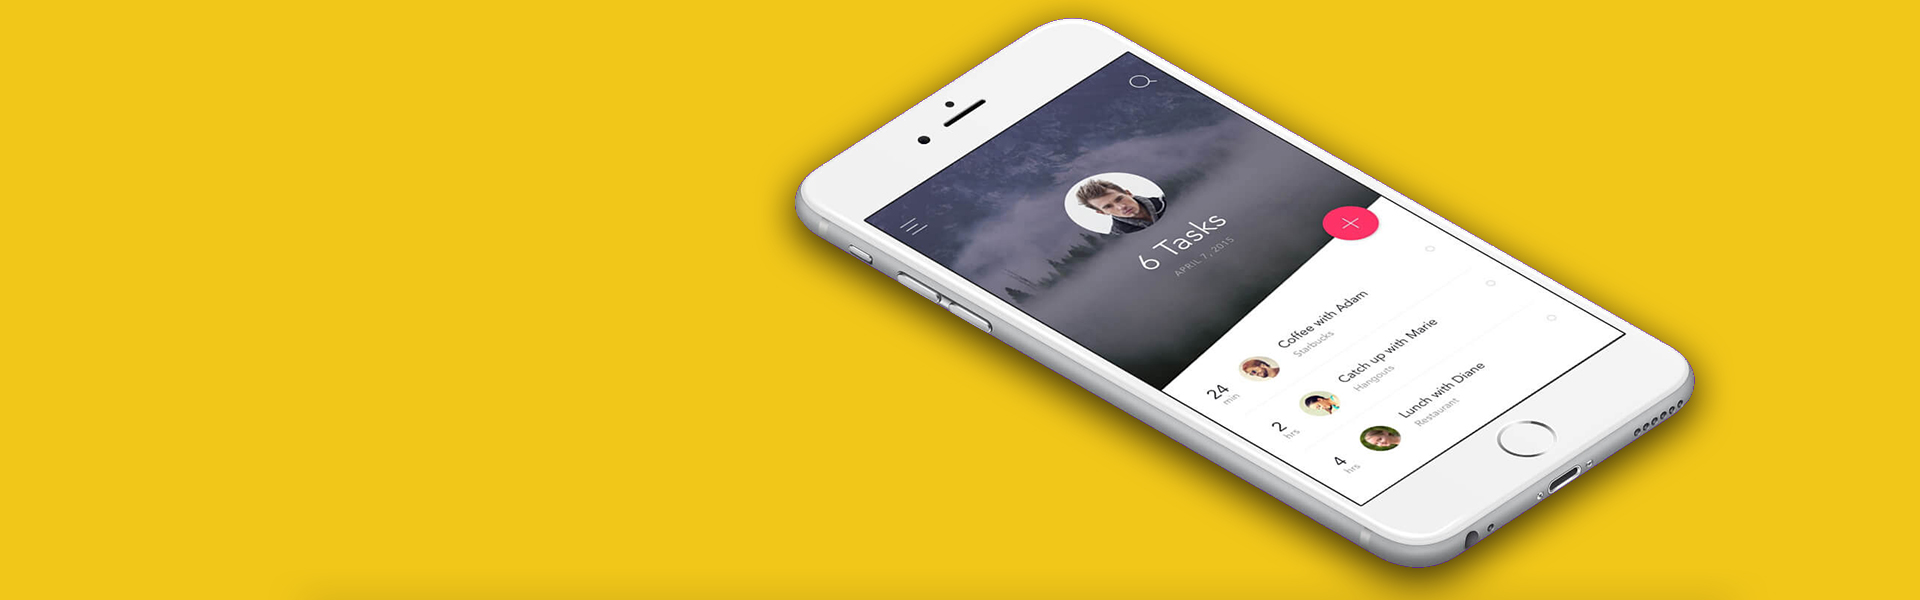 6 Tasks
APRIL 7, 2015
24 min
Coffee with Adam
Starbucks
2 hrs
Catch up with Marie
Hangouts
4 hrs
Lunch with Diane
Restaurant